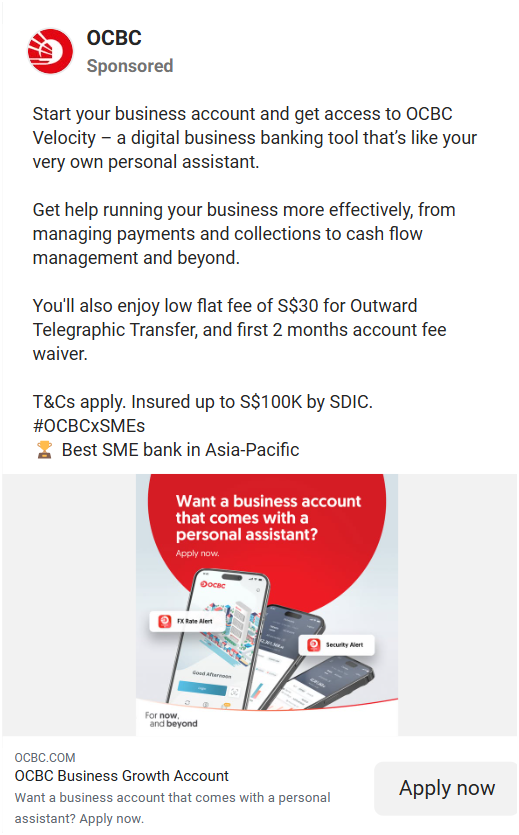 OCBC
Sponsored
Start your business account and get access to OCBC
Velocity – a digital business banking tool that's like your
very own personal assistant.
Get help running your business more effectively, from
managing payments and collections to cash flow
management and beyond.
You'll also enjoy low flat fee of S$30 for Outward
Telegraphic Transfer, and first 2 months account fee
waiver.
T&Cs apply. Insured up to S$100K by SDIC.
#OCBCxSMEs
🏆 Best SME bank in Asia-Pacific
Want a business account
that comes with a
personal assistant?
Apply now.
OCBC
FX Rate Alert
Security Alert
Good Afternoon
Login
For now,
and beyond
OCBC.COM
OCBC Business Growth Account
Want a business account that comes with a personal
assistant? Apply now.
Apply now